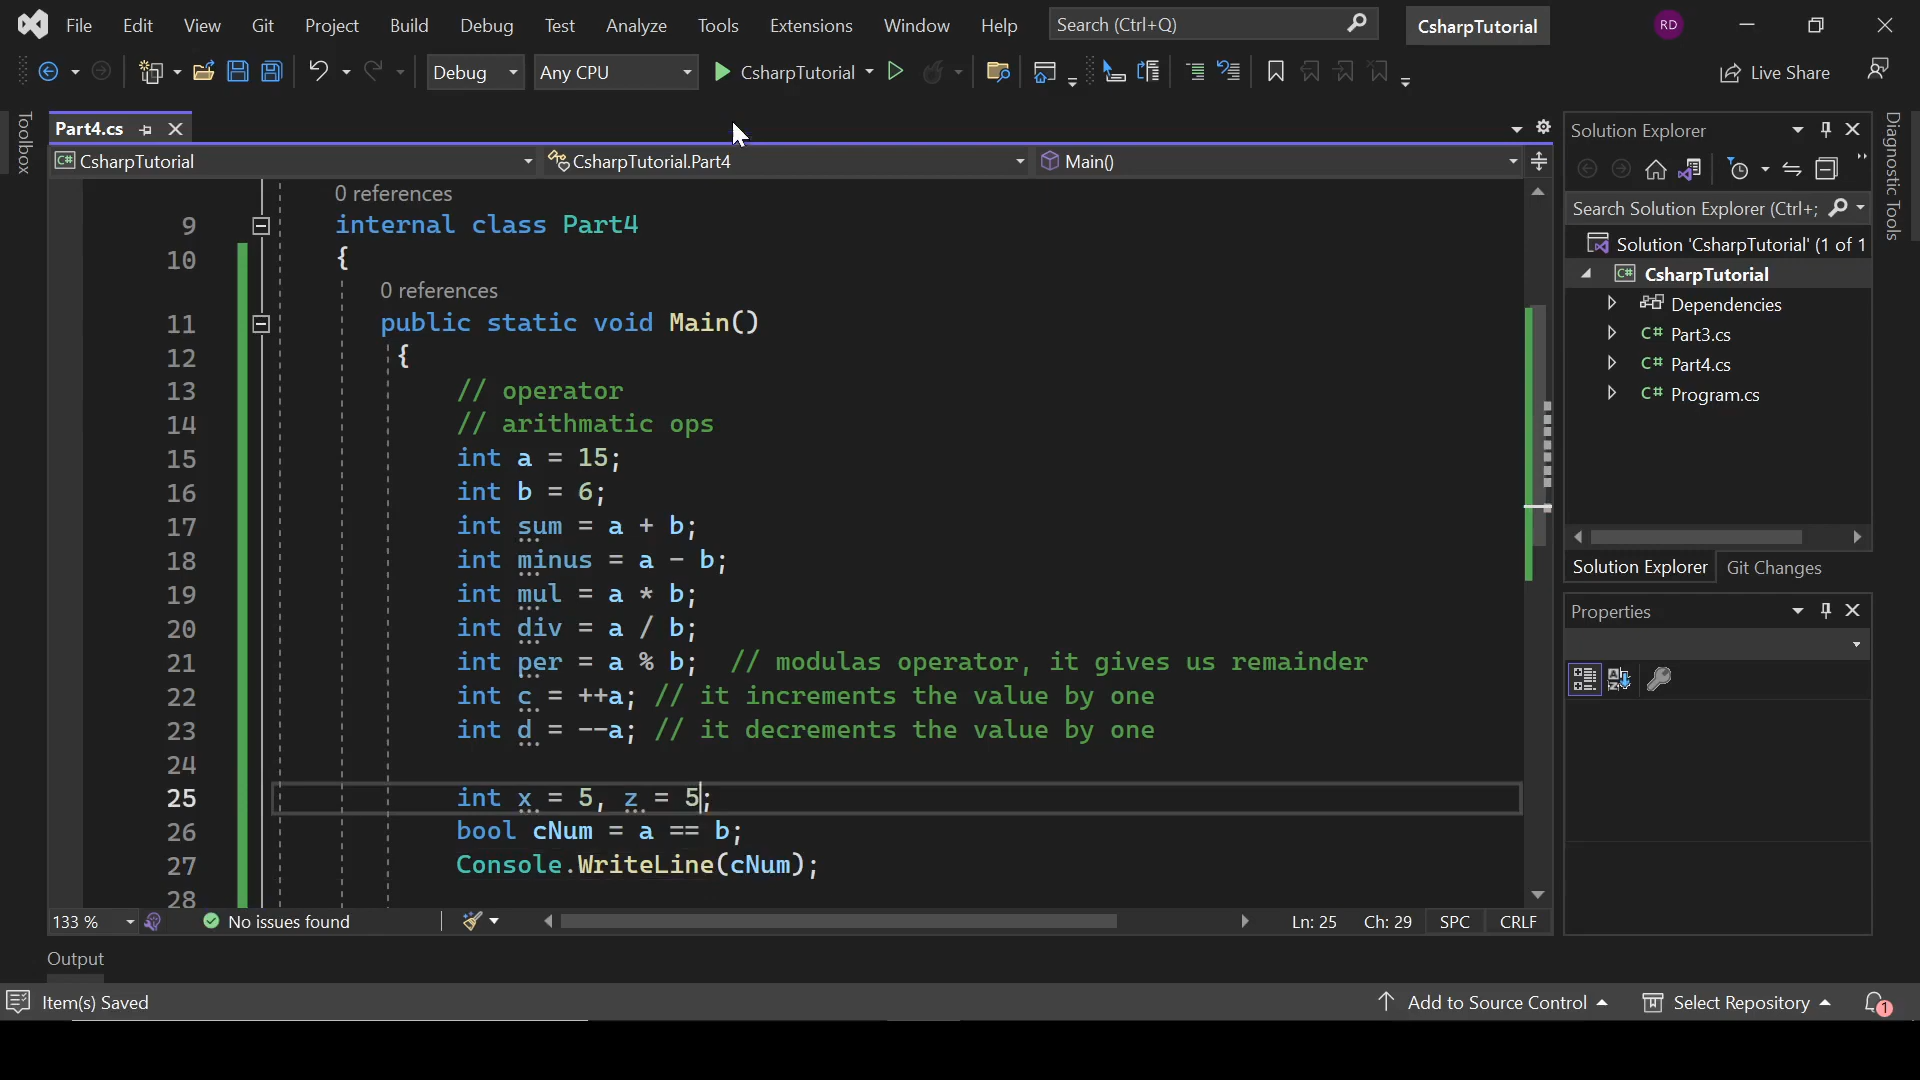 File Edit View Git Project Build Debug Test Analyze Tools Extensions Window Help Search (Ctrl+Q) CsharpTutorial RD
Debug Any CPU CsharpTutorial Live Share
Toolbox
Part4.cs
CsharpTutorial CsharpTutorial.Part4 Main()
0 references
9 internal class Part4
10 {
0 references
11 public static void Main()
12 {
13 // operator
14 // arithmatic ops
15 int a = 15;
16 int b = 6;
17 int sum = a + b;
18 int minus = a - b;
19 int mul = a * b;
20 int div = a / b;
21 int per = a % b; // modulas operator, it gives us remainder
22 int c = ++a; // it increments the value by one
23 int d = --a; // it decrements the value by one
24
25 int x = 5, z = 5;
26 bool cNum = a == b;
27 Console.WriteLine(cNum);
28
133 % No issues found Ln: 25 Ch: 29 SPC CRLF
Solution Explorer
Search Solution Explorer (Ctrl+;
Solution 'CsharpTutorial' (1 of 1
C# CsharpTutorial
Dependencies
C# Part3.cs
C# Part4.cs
C# Program.cs
Solution Explorer Git Changes
Properties
Diagnostic Tools
Output
Item(s) Saved Add to Source Control Select Repository 1